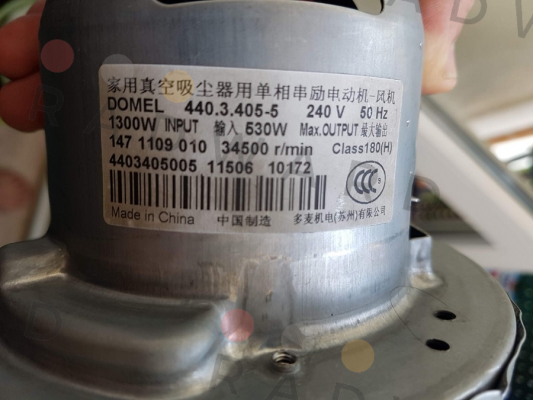 家用真空吸尘器用单相串励电动机-风机
DOMEL 440.3.405-5 240 V 50 Hz
1300W INPUT 输入 530W Max.OUTPUT 最大输出
147 1109 010 34500 r/min Class180(H)
4403405005 11506 10172
Made in China 中国制造 多麦机电(苏州)有限公司